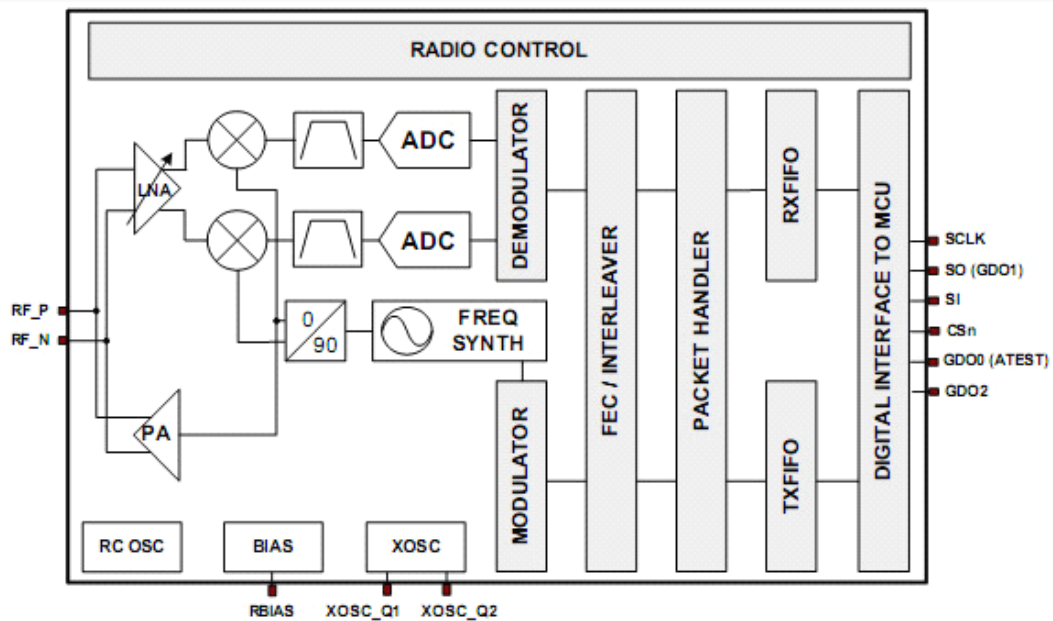 RADIO CONTROL
LNA
ADC
ADC
DEMODULATOR
FEC / INTERLEAVER
PACKET HANDLER
RXFIFO
DIGITAL INTERFACE TO MCU
SCLK
SO (GDO1)
SI
CSn
GDO0 (ATEST)
GDO2
RF_P
RF_N
0
90
FREQ
SYNTH
PA
MODULATOR
TXFIFO
RC OSC
BIAS
XOSC
RBIAS
XOSC_Q1
XOSC_Q2